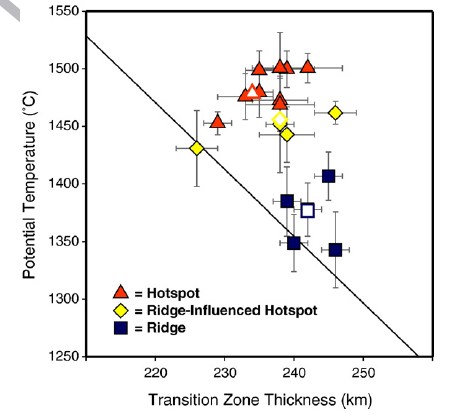 1550
1500
1450
1400
1350
1300
1250
Potential Temperature (°C)
= Hotspot
= Ridge-Influenced Hotspot
= Ridge
220 230 240 250
Transition Zone Thickness (km)